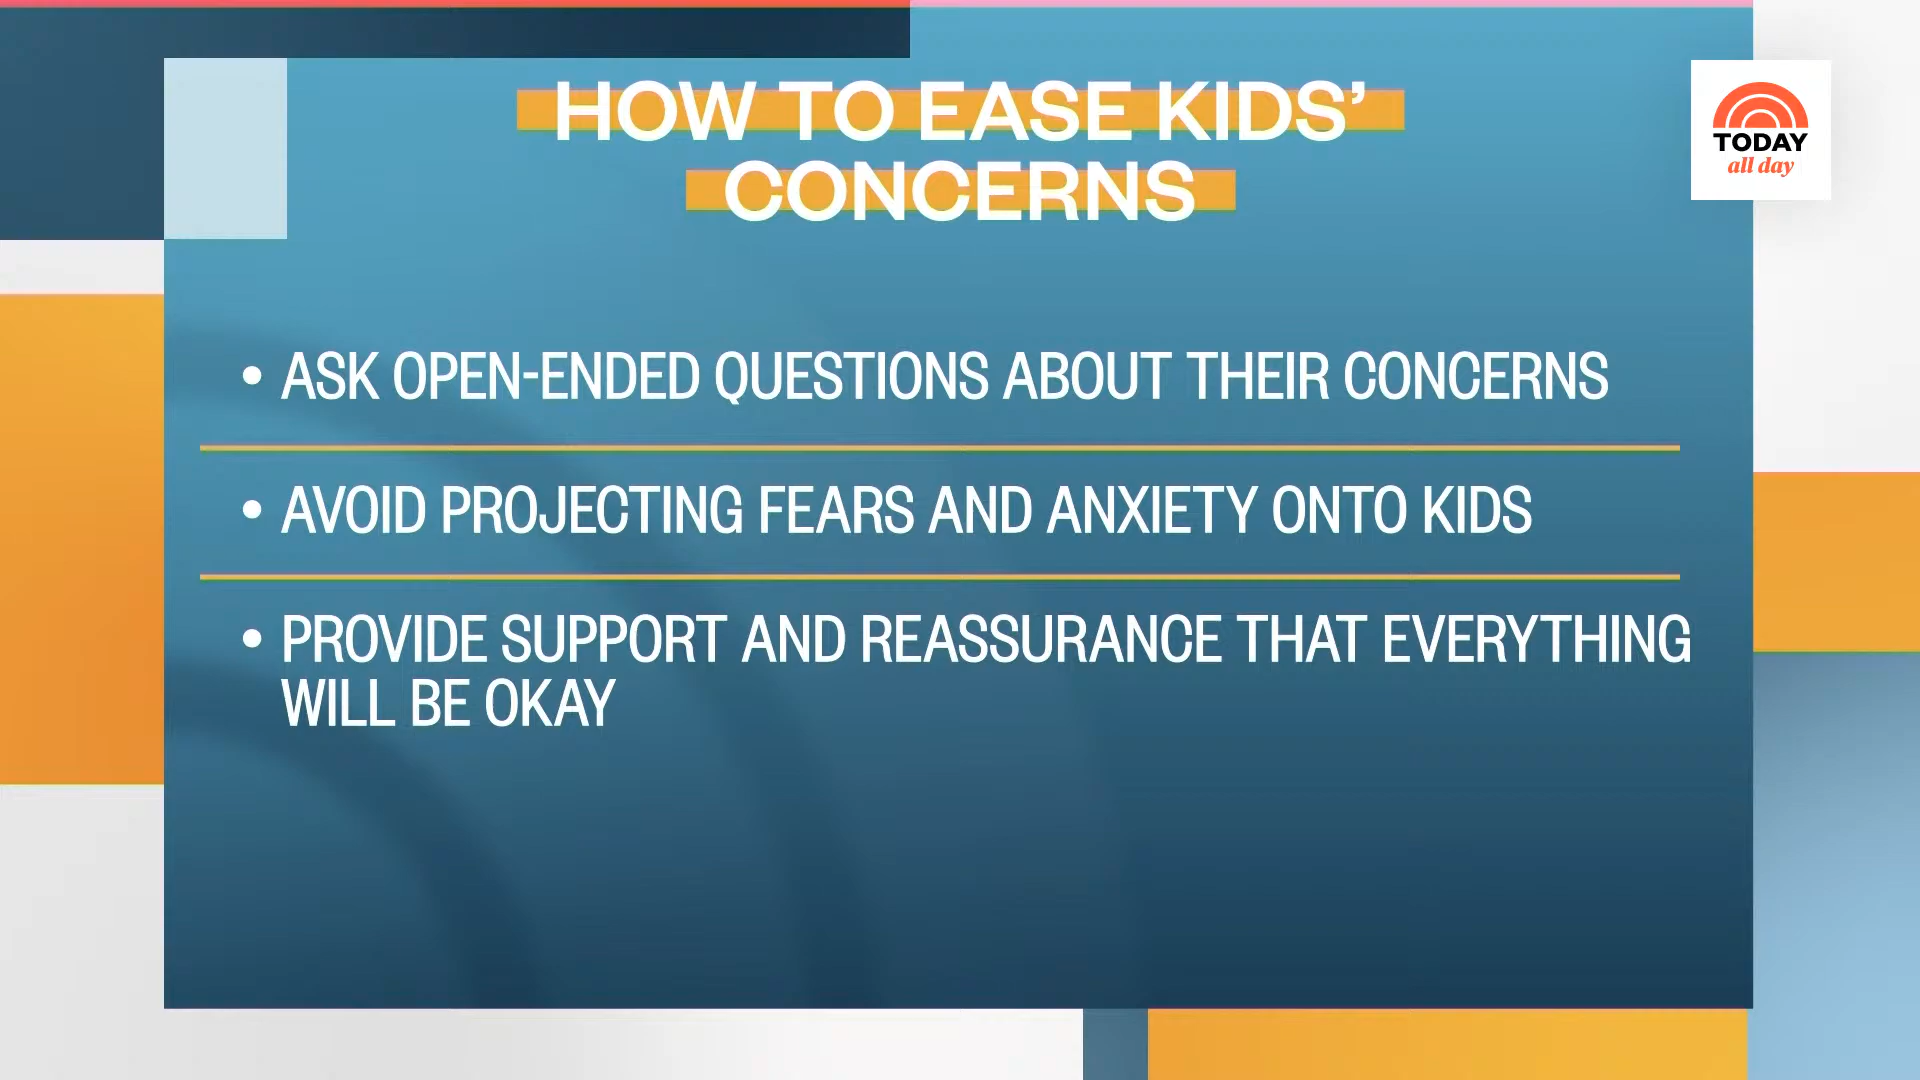 HOW TO EASE KIDS’
CONCERNS
TODAY
all day
• ASK OPEN-ENDED QUESTIONS ABOUT THEIR CONCERNS
• AVOID PROJECTING FEARS AND ANXIETY ONTO KIDS
• PROVIDE SUPPORT AND REASSURANCE THAT EVERYTHING
WILL BE OKAY